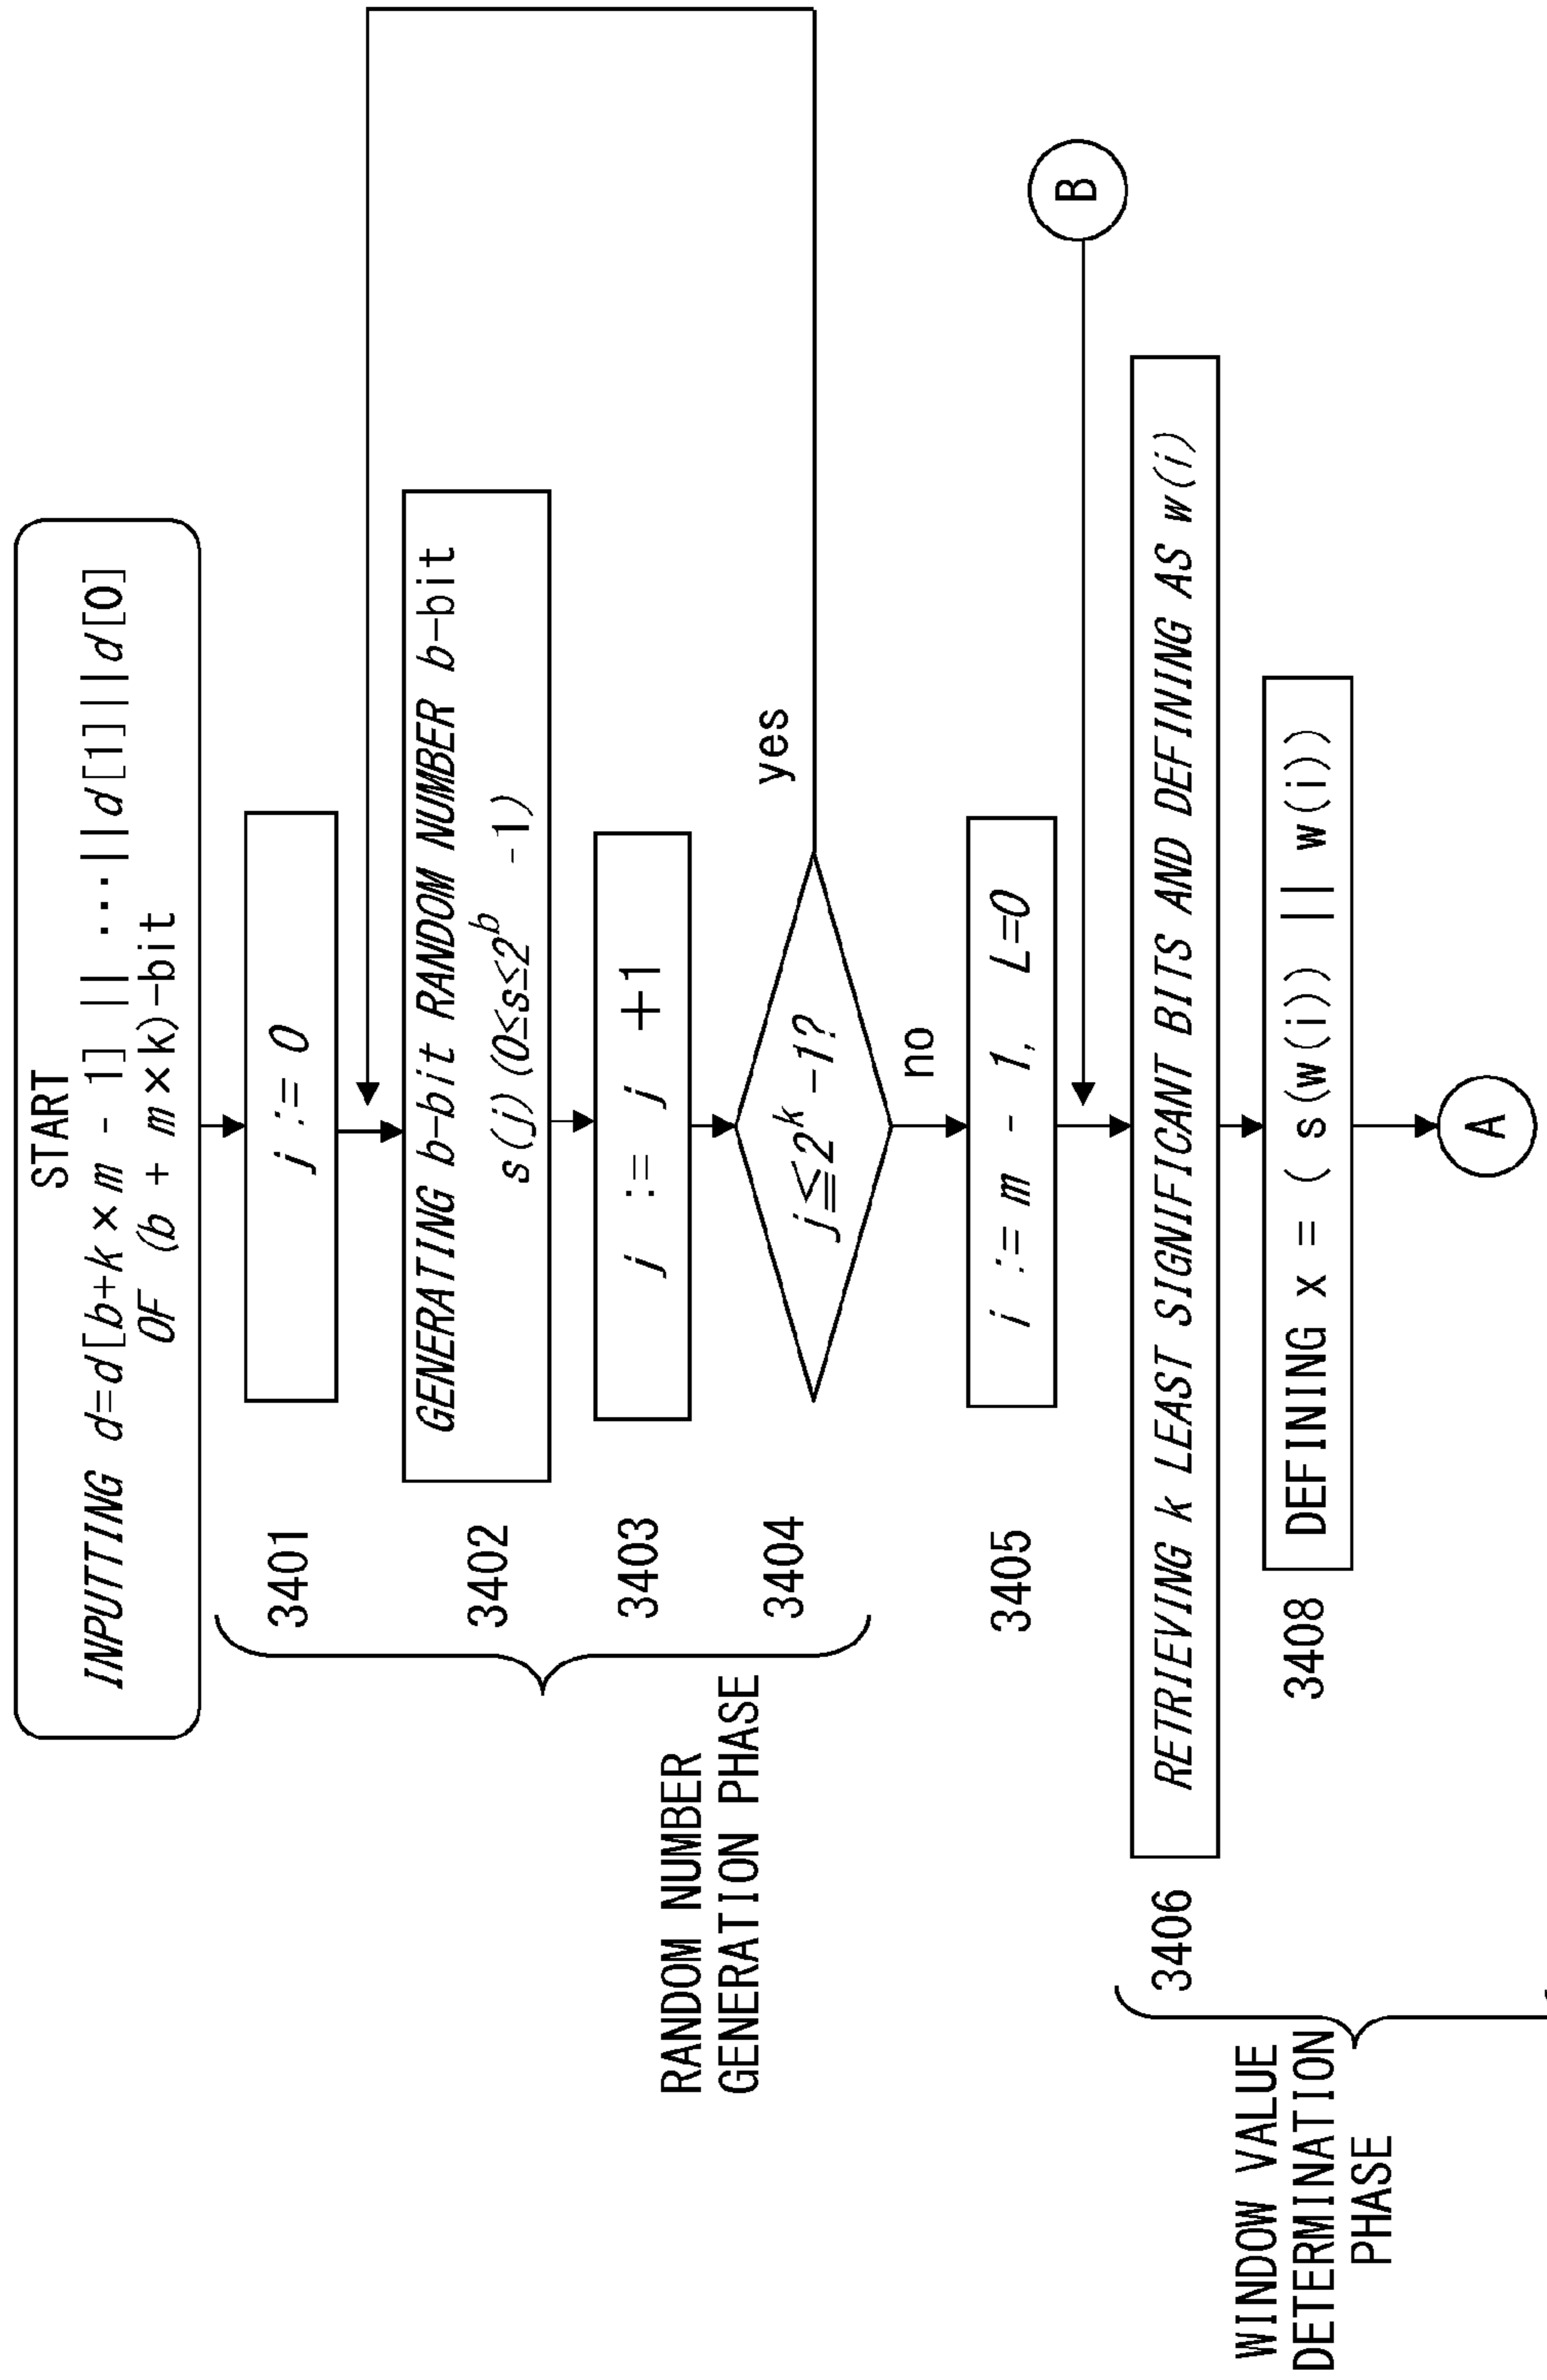 START
INPUTTING d=d[b+k×m - 1] || ···||d[1]||d[0]
OF (b + m×k)-bit
3401
j := 0
3402
GENERATING b-bit RANDOM NUMBER b-bit
s(j)(0≤s≤2^b -1)
3403
j := j +1
3404
j≦2^k -1?
yes
no
RANDOM NUMBER
GENERATION PHASE
3405
i := m - 1, L=0
B
3406
RETRIEVING k LEAST SIGNIFICANT BITS AND DEFINING AS w(i)
3408
DEFINING x = ( s(w(i)) || w(i))
WINDOW VALUE
DETERMINATION
PHASE
A